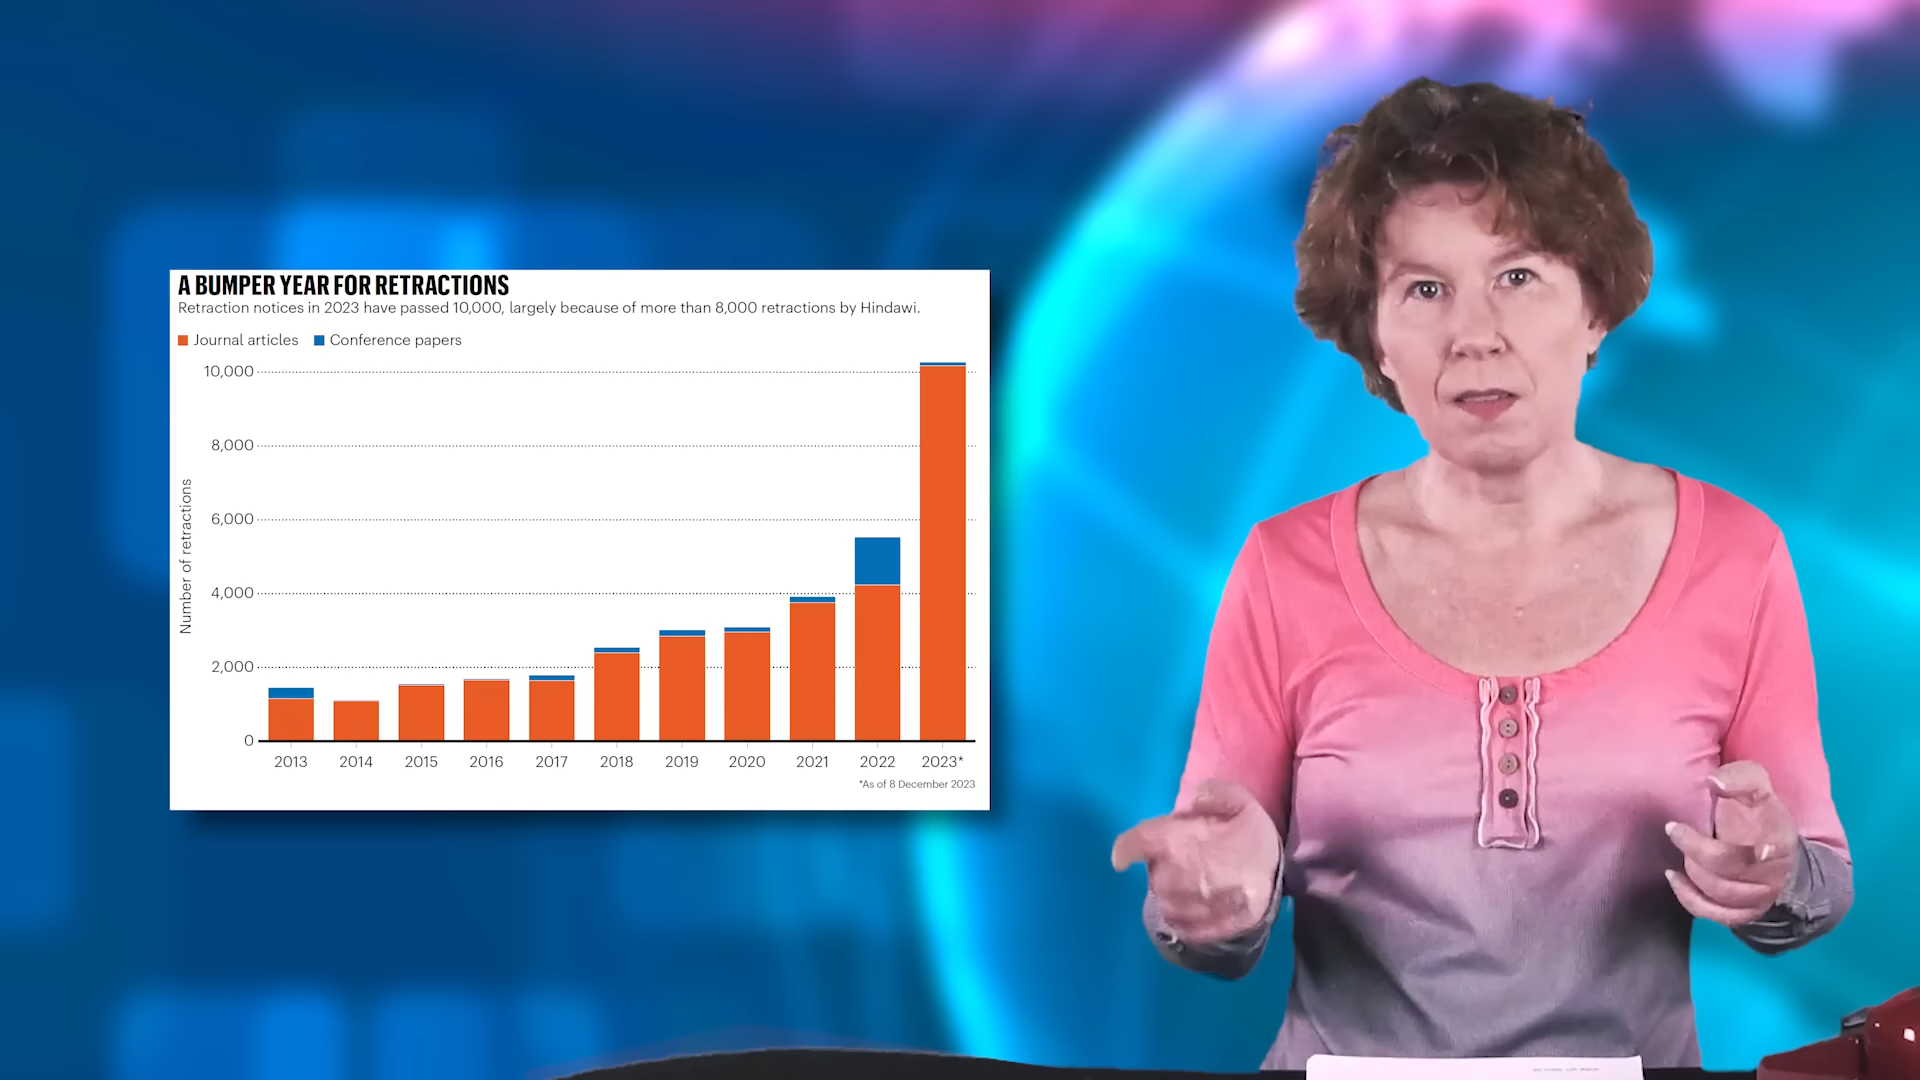 A BUMPER YEAR FOR RETRACTIONS
Retraction notices in 2023 have passed 10,000, largely because of more than 8,000 retractions by Hindawi.
Journal articles Conference papers
10,000
8,000
6,000
4,000
2,000
0
Number of retractions
2013 2014 2015 2016 2017 2018 2019 2020 2021 2022 2023*
*As of 8 December 2023